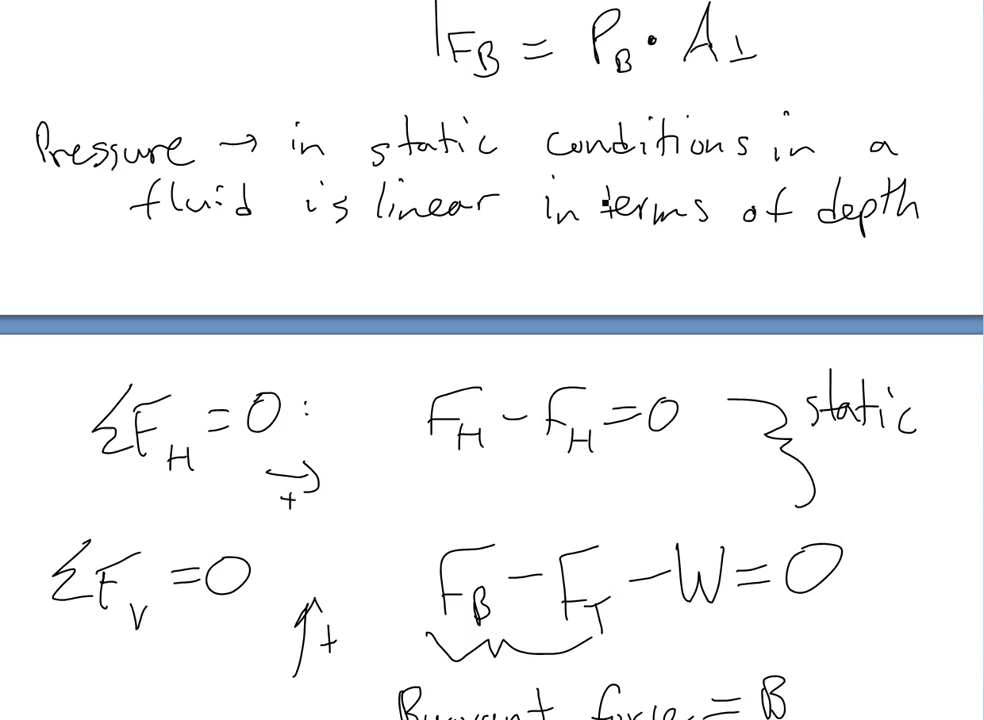 F_B = P_B · A_⊥
Pressure → in static conditions in a
fluid is linear in terms of depth
ΣF_H = 0 : →+ F_H - F_H = 0 } static
ΣF_V = 0 ↑+ F_B - F_T - W = 0
Buoyant force = B